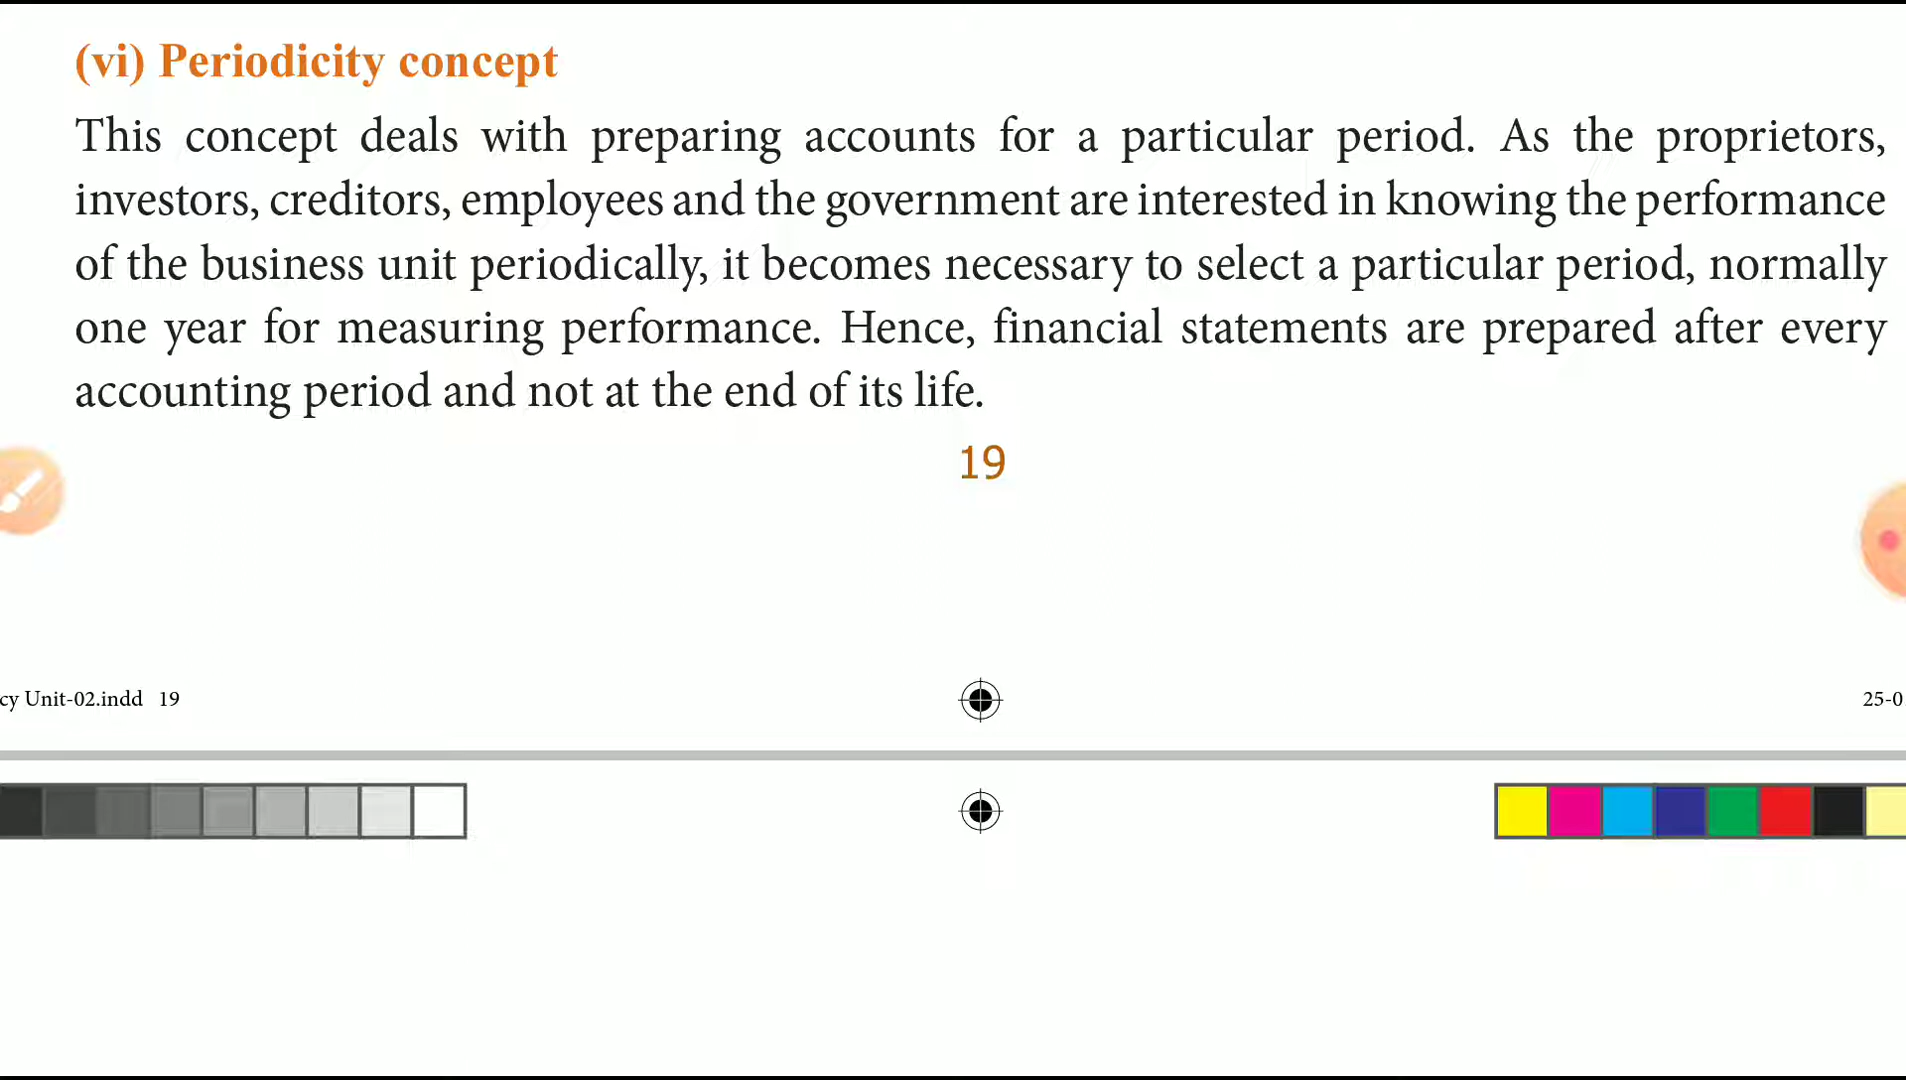 (vi) Periodicity concept
This concept deals with preparing accounts for a particular period. As the proprietors,
investors, creditors, employees and the government are interested in knowing the performance
of the business unit periodically, it becomes necessary to select a particular period, normally
one year for measuring performance. Hence, financial statements are prepared after every
accounting period and not at the end of its life.
19
cy Unit-02.indd 19
25-0